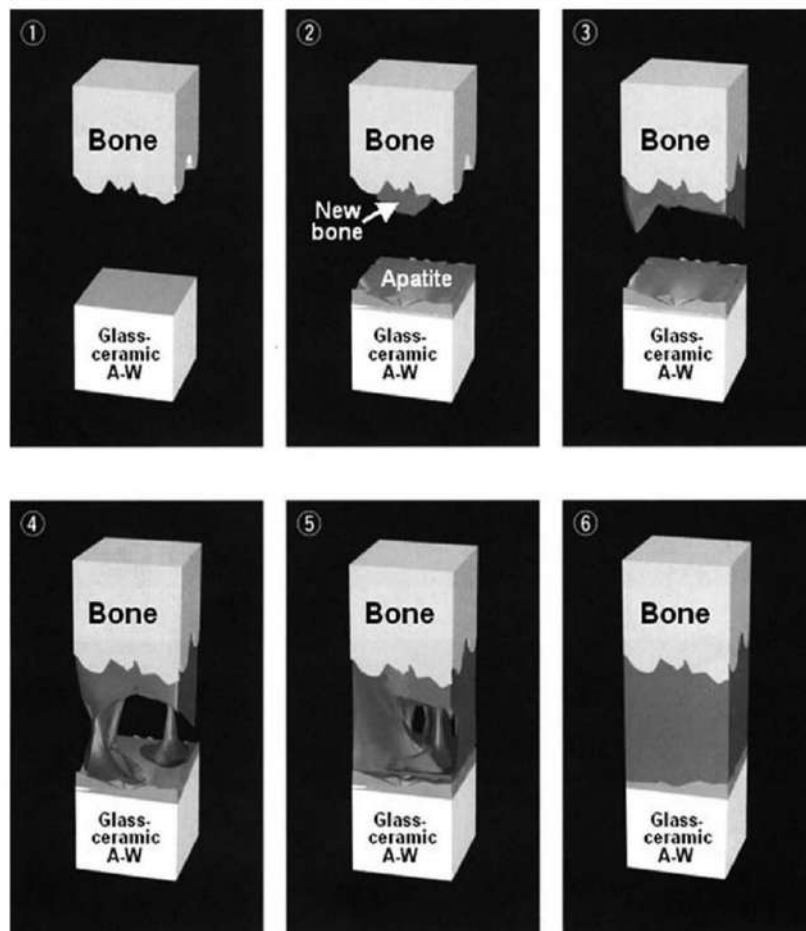 ①
Bone
Glass-
ceramic
A-W
②
Bone
New
bone
Apatite
Glass-
ceramic
A-W
③
Bone
Glass-
ceramic
A-W
④
Bone
Glass-
ceramic
A-W
⑤
Bone
Glass-
ceramic
A-W
⑥
Bone
Glass-
ceramic
A-W